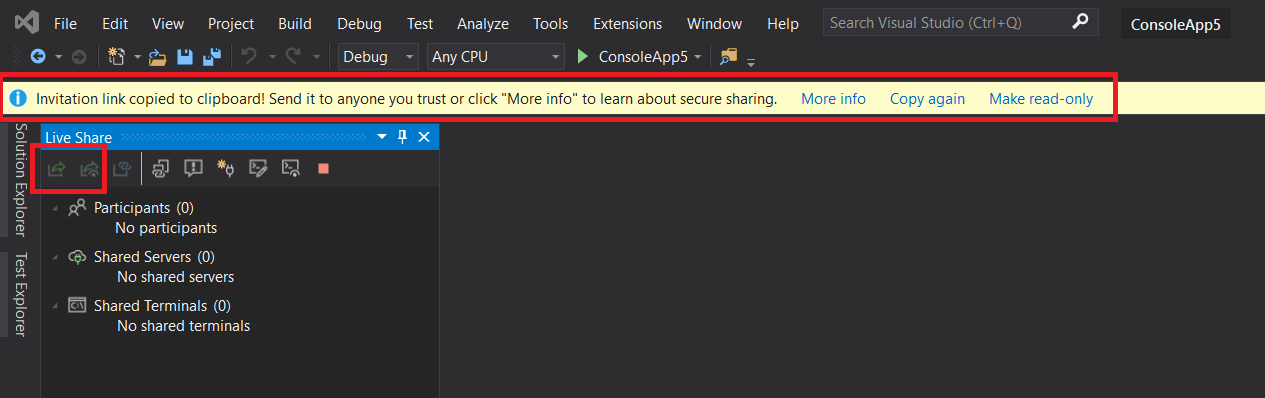 File Edit View Project Build Debug Test Analyze Tools Extensions Window Help Search Visual Studio (Ctrl+Q) ConsoleApp5
Debug Any CPU ConsoleApp5
Invitation link copied to clipboard! Send it to anyone you trust or click "More info" to learn about secure sharing. More info Copy again Make read-only
Solution Explorer
Test Explorer
Live Share
Participants (0)
No participants
Shared Servers (0)
No shared servers
C:\
Shared Terminals (0)
No shared terminals